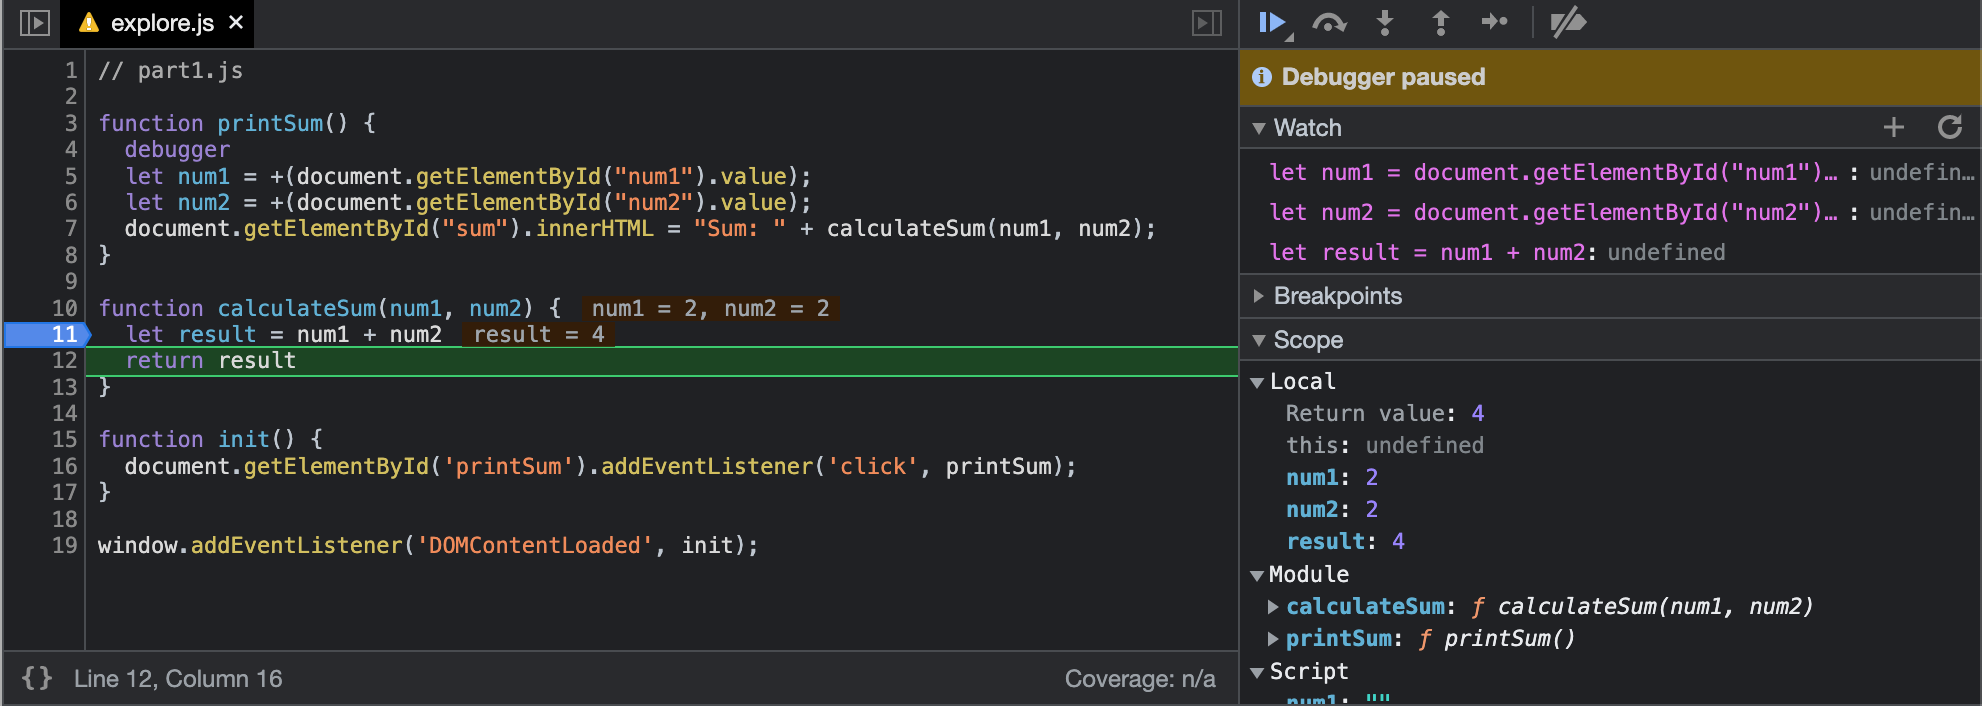 explore.js ×
1 // part1.js
2
3 function printSum() {
4   debugger
5   let num1 = +(document.getElementById("num1").value);
6   let num2 = +(document.getElementById("num2").value);
7   document.getElementById("sum").innerHTML = "Sum: " + calculateSum(num1, num2);
8 }
9
10 function calculateSum(num1, num2) {  num1 = 2, num2 = 2
11   let result = num1 + num2  result = 4
12   return result
13 }
14
15 function init() {
16   document.getElementById('printSum').addEventListener('click', printSum);
17 }
18
19 window.addEventListener('DOMContentLoaded', init);
{} Line 12, Column 16
Coverage: n/a
Debugger paused
Watch
let num1 = document.getElementById("num1")… : undefin…
let num2 = document.getElementById("num2")… : undefin…
let result = num1 + num2: undefined
Breakpoints
Scope
Local
Return value: 4
this: undefined
num1: 2
num2: 2
result: 4
Module
calculateSum: ƒ calculateSum(num1, num2)
printSum: ƒ printSum()
Script
num1: ""